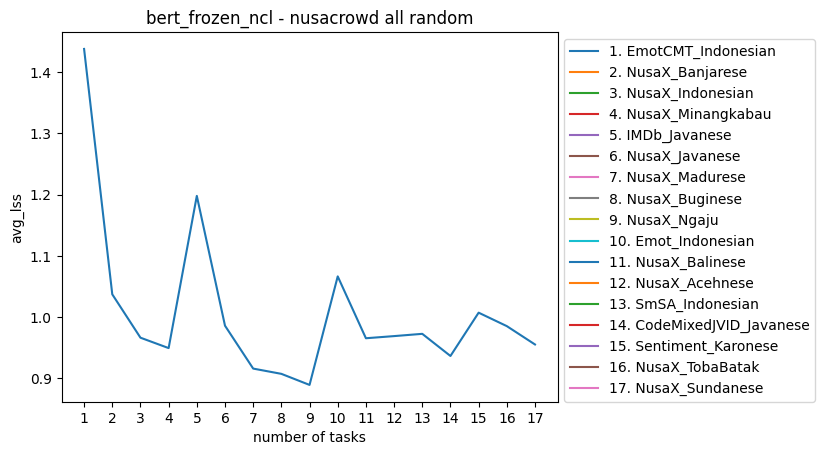 bert_frozen_ncl - nusacrowd all random
avg_lss
1.4
1.3
1.2
1.1
1.0
0.9
1 2 3 4 5 6 7 8 9 10 11 12 13 14 15 16 17
number of tasks
1. EmotCMT_Indonesian
2. NusaX_Banjarese
3. NusaX_Indonesian
4. NusaX_Minangkabau
5. IMDb_Javanese
6. NusaX_Javanese
7. NusaX_Madurese
8. NusaX_Buginese
9. NusaX_Ngaju
10. Emot_Indonesian
11. NusaX_Balinese
12. NusaX_Acehnese
13. SmSA_Indonesian
14. CodeMixedJVID_Javanese
15. Sentiment_Karonese
16. NusaX_TobaBatak
17. NusaX_Sundanese